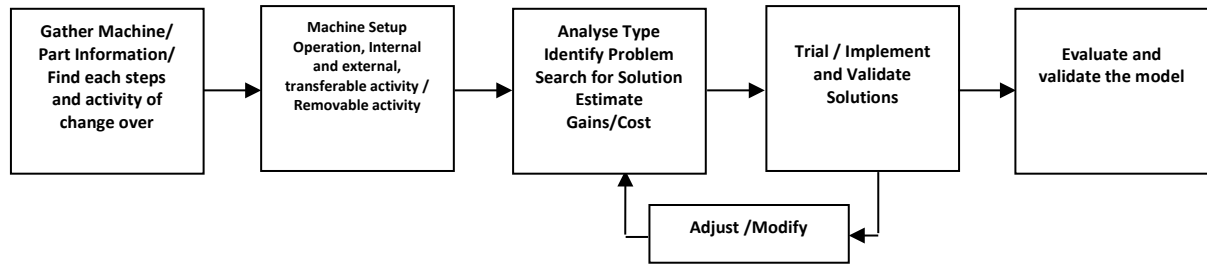 Gather Machine/
Part Information/
Find each steps
and activity of
change over
Machine Setup
Operation, Internal
and external,
transferable activity /
Removable activity
Analyse Type
Identify Problem
Search for Solution
Estimate
Gains/Cost
Trial / Implement
and Validate
Solutions
Evaluate and
validate the model
Adjust /Modify